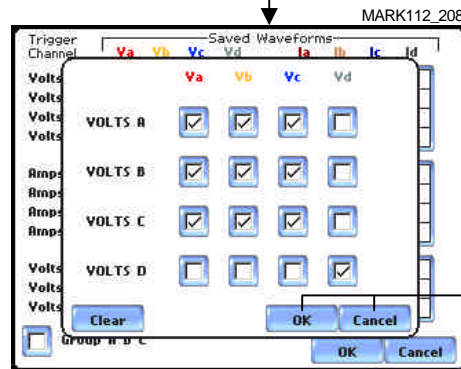 MARK112_208
Trigger Channel Saved Waveforms
Va Vb Vc Vd Ia Ib Ic Id
Volts
Volts
Volts
Volts
Amps
Amps
Amps
Amps
Volts
Volts
Volts
Va Vb Vc Vd
VOLTS A
VOLTS B
VOLTS C
VOLTS D
Clear OK Cancel
Group A B C
OK Cancel